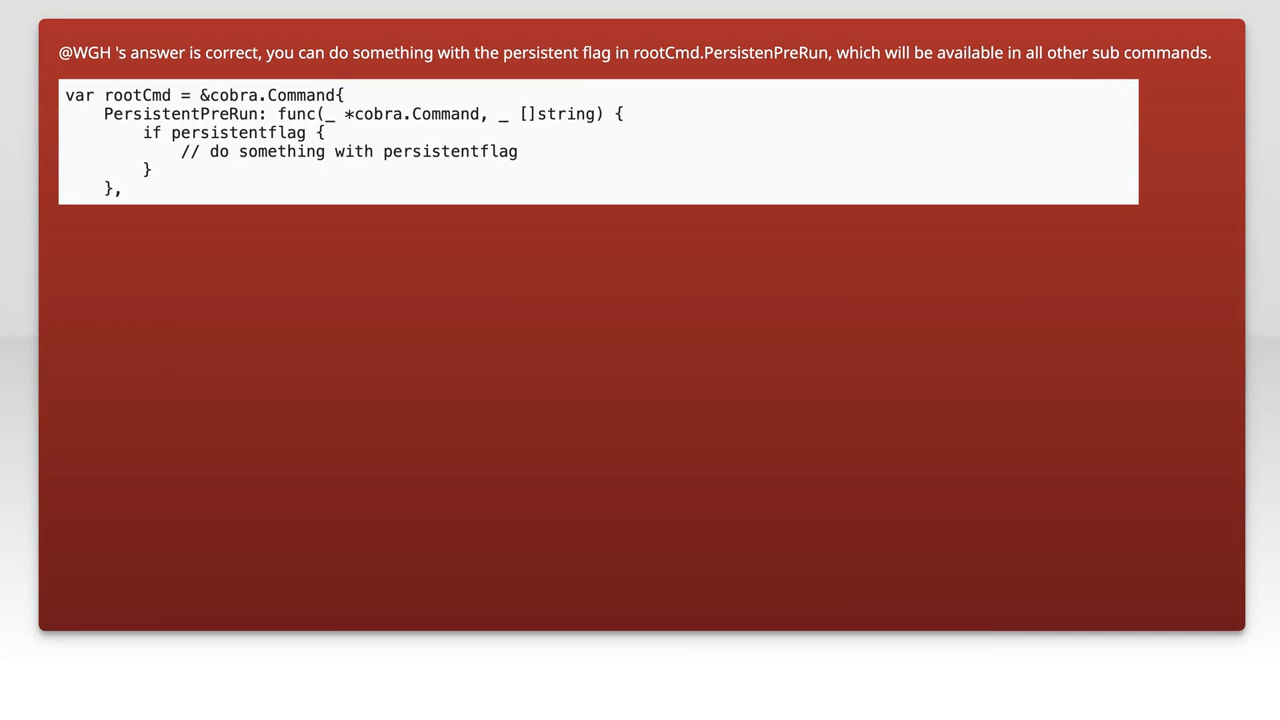 @WGH 's answer is correct, you can do something with the persistent flag in rootCmd.PersistenPreRun, which will be available in all other sub commands.
var rootCmd = &cobra.Command{
    PersistentPreRun: func(_ *cobra.Command, _ []string) {
        if persistentflag {
            // do something with persistentflag
        }
    },